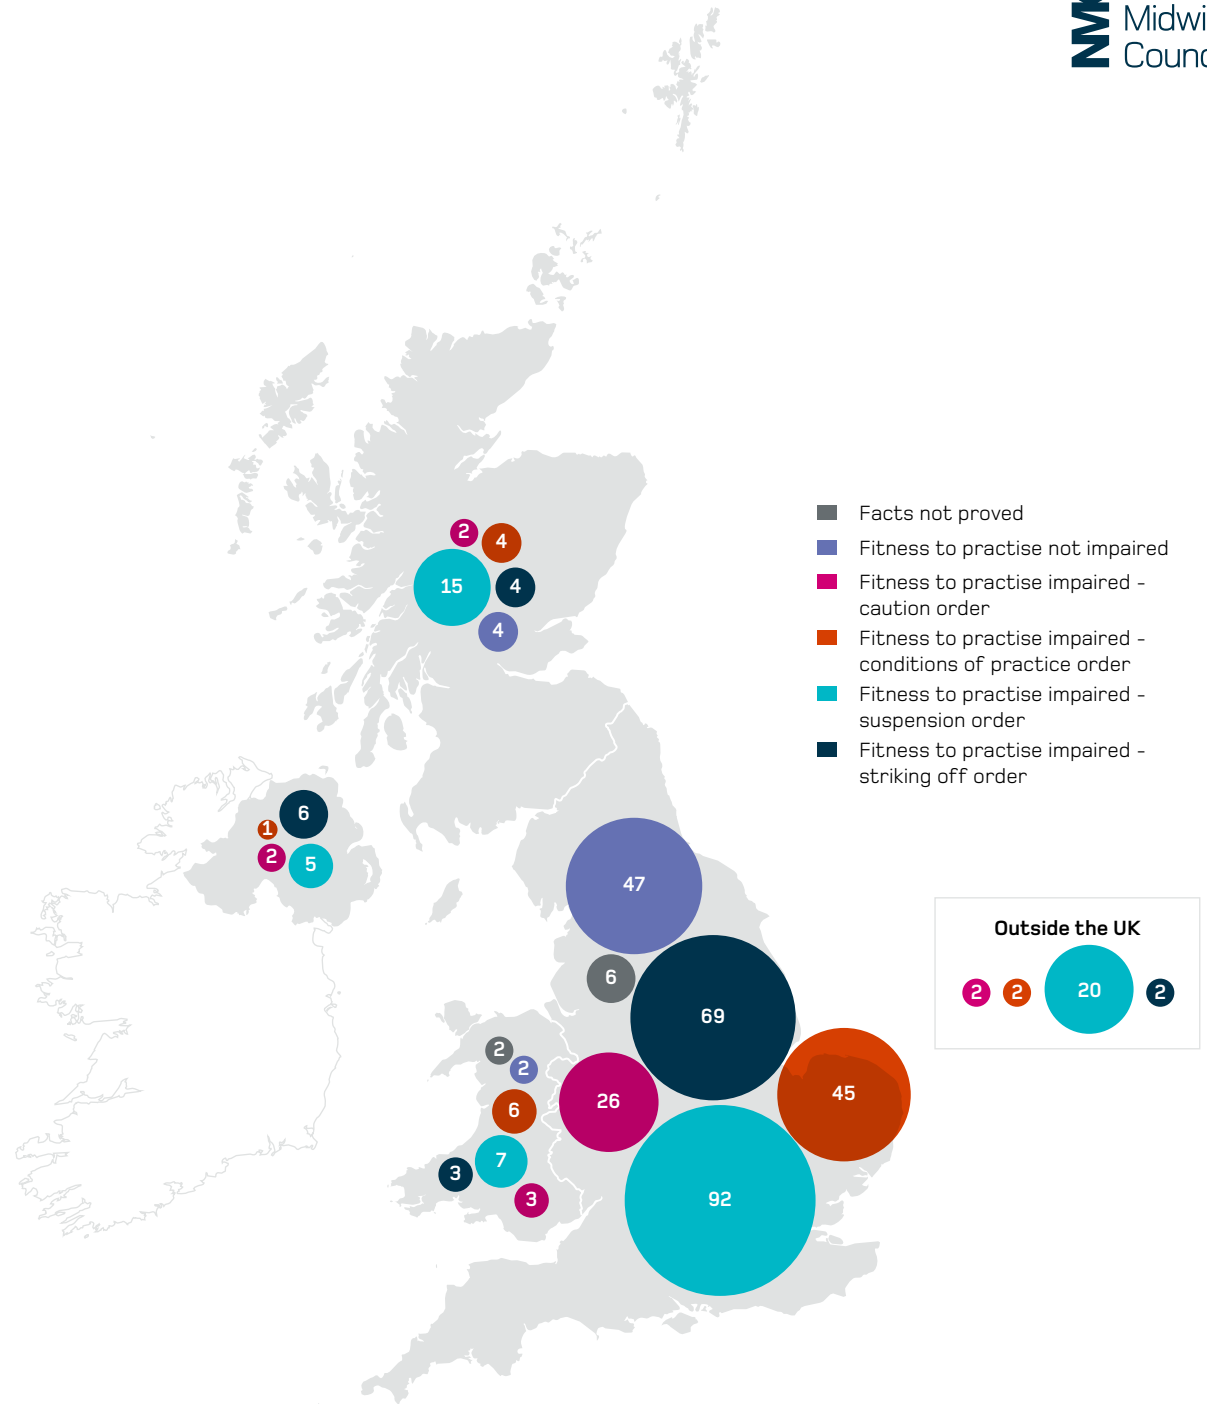 Council
2
4
15
4
4
Facts not proved
Fitness to practise not impaired
Fitness to practise impaired -
caution order
Fitness to practise impaired -
conditions of practice order
Fitness to practise impaired -
suspension order
Fitness to practise impaired -
striking off order
6
1
2
5
47
6
69
2
2
6
26
45
7
3
3
92
Outside the UK
2
2
20
2